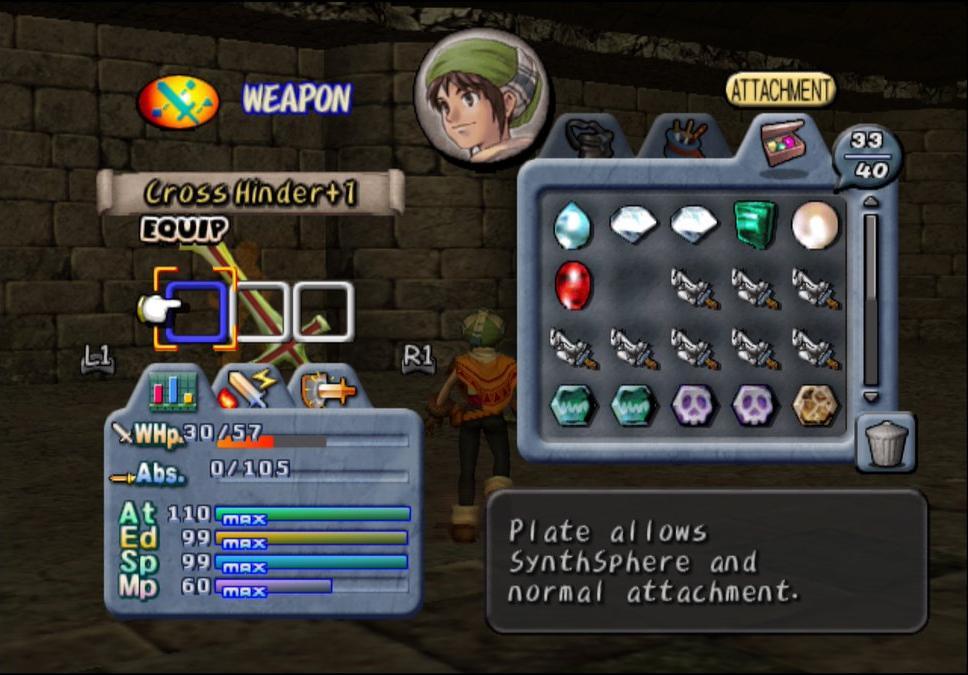 WEAPON
ATTACHMENT
33
40
Cross Hinder+1
EQUIP
L1
R1
WHp. 30/57
Abs. 0/105
At 110 MAX
Ed 99 MAX
Sp 99 MAX
Mp 60 MAX
Plate allows
SynthSphere and
normal attachment.